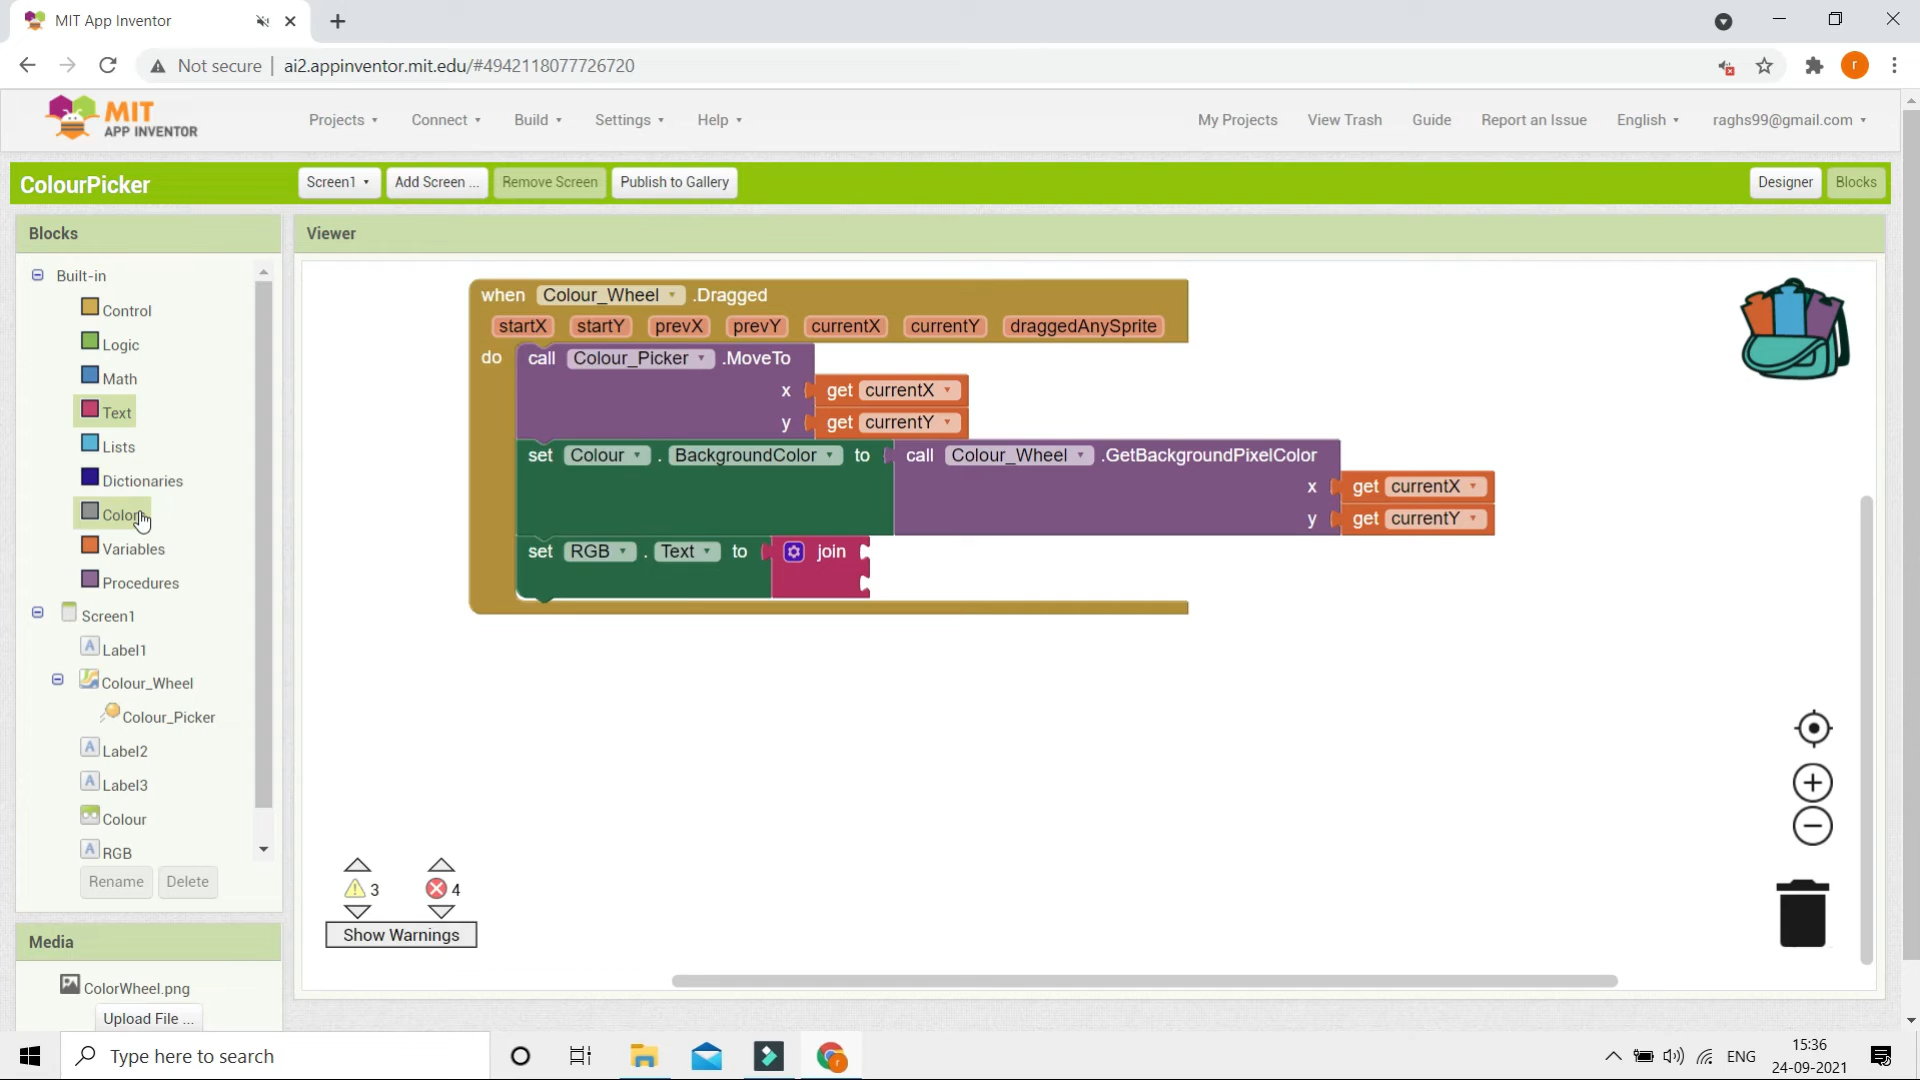 MIT App Inventor
Not secure
ai2.appinventor.mit.edu/#4942118077726720
r
MIT
APP INVENTOR
Projects
Connect
Build
Settings
Help
My Projects
View Trash
Guide
Report an Issue
English
raghs99@gmail.com
ColourPicker
Screen1
Add Screen ...
Remove Screen
Publish to Gallery
Designer
Blocks
Blocks
Viewer
Built-in
Control
Logic
Math
Text
Lists
Dictionaries
Colors
Variables
Procedures
Screen1
Label1
Colour_Wheel
Colour_Picker
Label2
Label3
Colour
RGB
Rename
Delete
Media
ColorWheel.png
Upload File ...
when Colour_Wheel .Dragged
startX startY prevX prevY currentX currentY draggedAnySprite
do call Colour_Picker .MoveTo
x get currentX
y get currentY
set Colour . BackgroundColor to call Colour_Wheel .GetBackgroundPixelColor
x get currentX
y get currentY
set RGB . Text to join
3
4
Show Warnings
Type here to search
ENG
15:36
24-09-2021